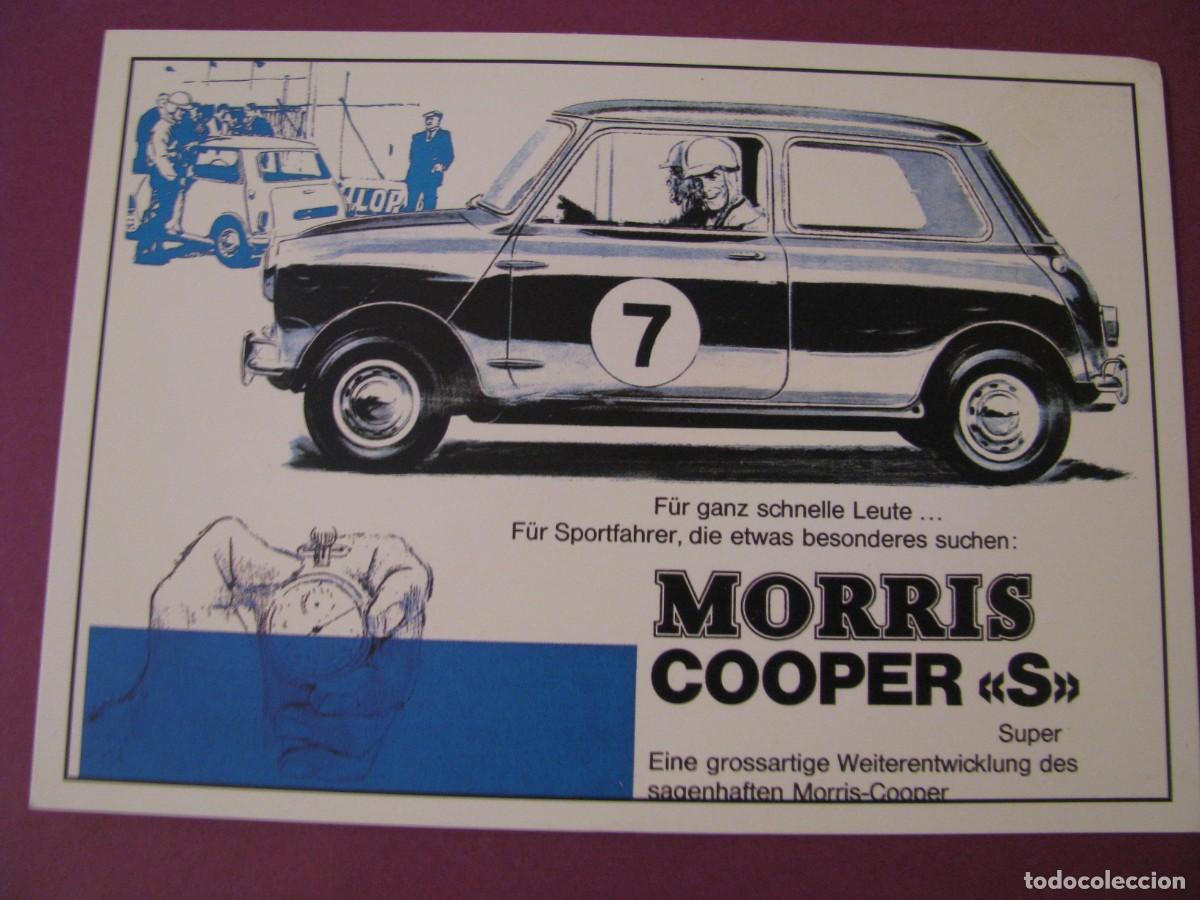 LOP
7
Für ganz schnelle Leute ...
Für Sportfahrer, die etwas besonderes suchen:
MORRIS
COOPER «S»
Super
Eine grossartige Weiterentwicklung des
sagenhaften Morris-Cooper
todocoleccion